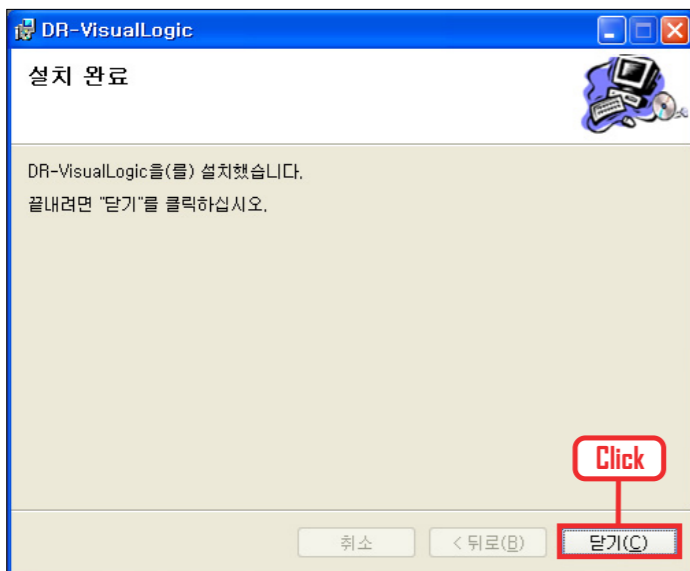 DR-VisualLogic
설치 완료
DR-VisualLogic을(를) 설치했습니다.
끝내려면 "닫기"를 클릭하십시오.
Click
취소
< 뒤로(B)
닫기(C)